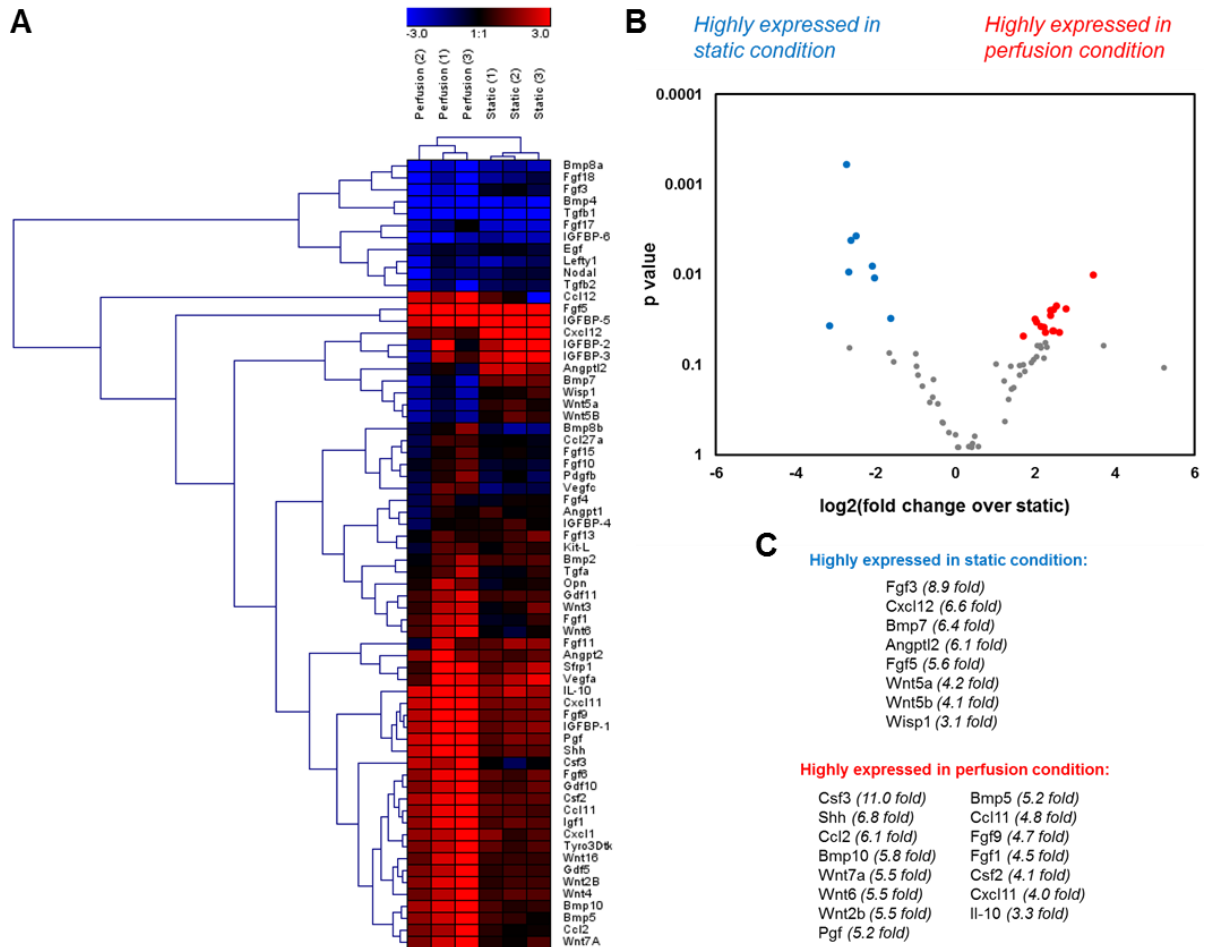 A
-3.0 1:1 3.0
Perfusion (2)
Perfusion (1)
Perfusion (3)
Static (1)
Static (2)
Static (3)
Bmp8a
Fgf18
Fgf3
Bmp4
Tgfb1
Fgf17
IGFBP-6
Egf
Lefty1
Nodal
Tgfb2
Ccl12
Fgf5
IGFBP-5
Cxcl12
IGFBP-2
IGFBP-3
Angptl2
Bmp7
Wisp1
Wnt5a
Wnt5B
Bmp8b
Ccl27a
Fgf15
Fgf10
Pdgfb
Vegfc
Fgf4
Angpt1
IGFBP-4
Fgf13
Kit-L
Bmp2
Tgfa
Opn
Gdf11
Wnt3
Fgf1
Wnt6
Fgf11
Angpt2
Sfrp1
Vegfa
IL-10
Cxcl11
Fgf9
IGFBP-1
Pgf
Shh
Csf3
Fgf6
Gdf10
Csf2
Ccl11
Igf1
Cxcl1
Tyro3Dtk
Wnt16
Gdf5
Wnt2B
Wnt4
Bmp10
Bmp5
Ccl2
Wnt7A
B
Highly expressed in
static condition
Highly expressed in
perfusion condition
0.0001
0.001
0.01
0.1
1
p value
-6 -4 -2 0 2 4 6
log2(fold change over static)
C
Highly expressed in static condition:
Fgf3 (8.9 fold)
Cxcl12 (6.6 fold)
Bmp7 (6.4 fold)
Angptl2 (6.1 fold)
Fgf5 (5.6 fold)
Wnt5a (4.2 fold)
Wnt5b (4.1 fold)
Wisp1 (3.1 fold)
Highly expressed in perfusion condition:
Csf3 (11.0 fold)
Shh (6.8 fold)
Ccl2 (6.1 fold)
Bmp10 (5.8 fold)
Wnt7a (5.5 fold)
Wnt6 (5.5 fold)
Wnt2b (5.5 fold)
Pgf (5.2 fold)
Bmp5 (5.2 fold)
Ccl11 (4.8 fold)
Fgf9 (4.7 fold)
Fgf1 (4.5 fold)
Csf2 (4.1 fold)
Cxcl11 (4.0 fold)
Il-10 (3.3 fold)